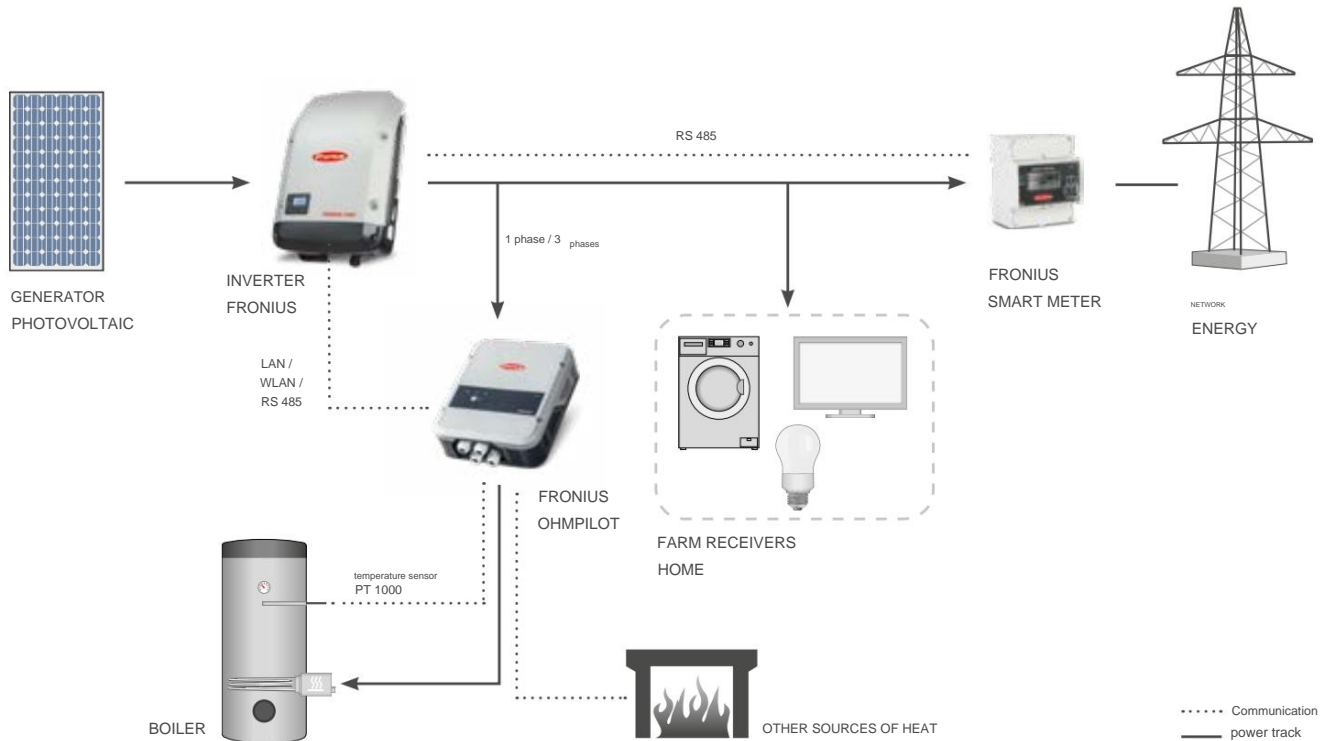 RS 485
1 phase / 3 phases
GENERATOR
PHOTOVOLTAIC
INVERTER
FRONIUS
FRONIUS
SMART METER
NETWORK
ENERGY
LAN /
WLAN /
RS 485
FRONIUS
OHMPILOT
FARM RECEIVERS
HOME
temperature sensor
PT 1000
BOILER
OTHER SOURCES OF HEAT
Communication
power track